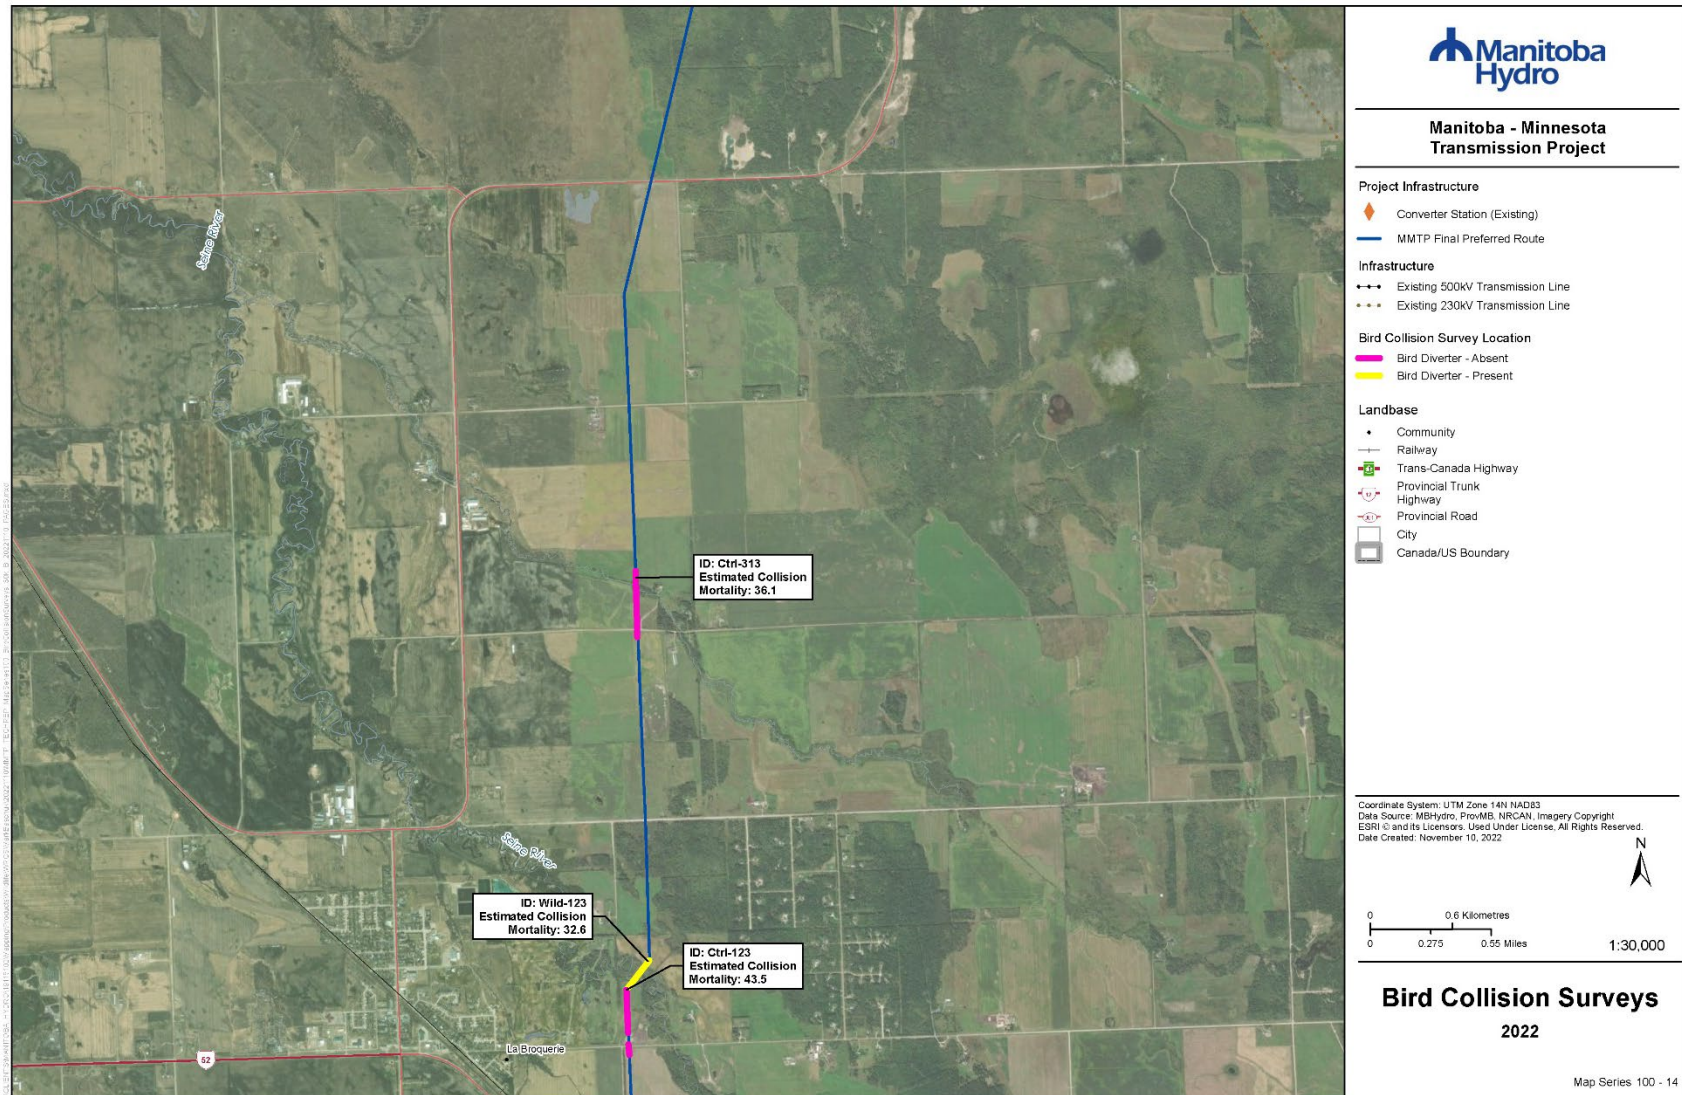 Seine River
ID: Ctrl-313
Estimated Collision
Mortality: 36.1
Seine River
ID: Wild-123
Estimated Collision
Mortality: 32.6
ID: Ctrl-123
Estimated Collision
Mortality: 43.5
La Broquerie
52
Manitoba
Hydro
Manitoba - Minnesota
Transmission Project
Project Infrastructure
Converter Station (Existing)
MMTP Final Preferred Route
Infrastructure
Existing 500kV Transmission Line
Existing 230kV Transmission Line
Bird Collision Survey Location
Bird Diverter - Absent
Bird Diverter - Present
Landbase
Community
Railway
Trans-Canada Highway
Provincial Trunk
Highway
Provincial Road
City
Canada/US Boundary
Coordinate System: UTM Zone 14N NAD83
Data Source: MBHydro, ProvMB, NRCAN, Imagery Copyright
ESRI © and its Licensors. Used Under License, All Rights Reserved.
Date Created: November 10, 2022
N
0 0.6 Kilometres
0 0.275 0.55 Miles
1:30,000
Bird Collision Surveys
2022
Map Series 100 - 14